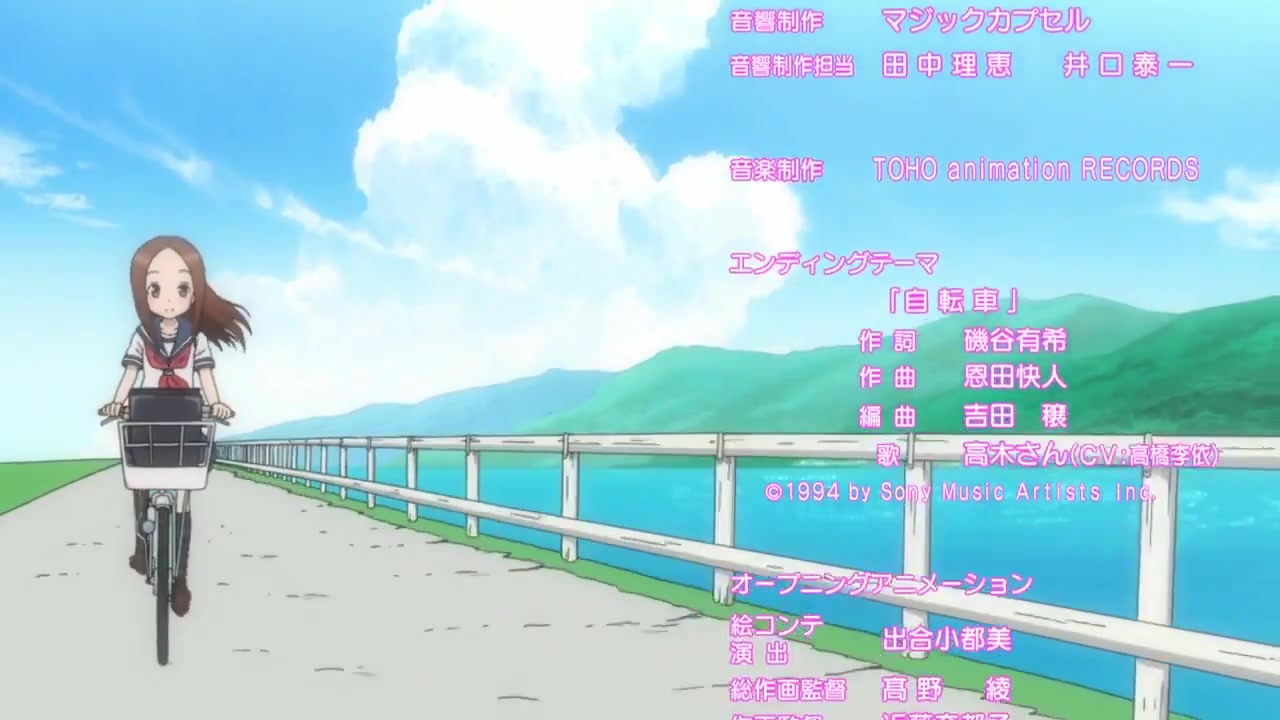 音響制作 マジックカプセル
音響制作担当 田中理恵 井口泰一
音楽制作 TOHO animation RECORDS
エンディングテーマ
「自転車」
作詞 磯谷有希
作曲 恩田快人
編曲 吉田 穣
歌 高木さん(CV:高橋李依)
©1994 by Sony Music Artists Inc.
オープニングアニメーション
絵コンテ
演出 出合小都美
総作画監督 髙野 綾